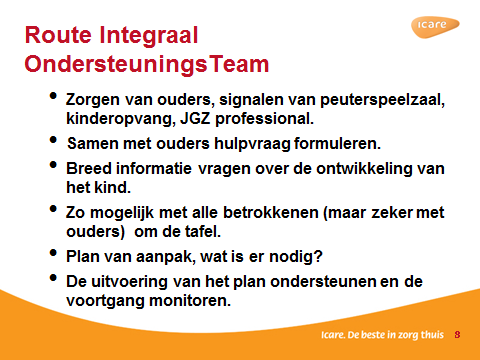 Route Integraal
OndersteuningsTeam
icare
• Zorgen van ouders, signalen van peuterspeelzaal,
kinderopvang, JGZ professional.
• Samen met ouders hulpvraag formuleren.
• Breed informatie vragen over de ontwikkeling van
het kind.
• Zo mogelijk met alle betrokkenen (maar zeker met
ouders) om de tafel.
• Plan van aanpak, wat is er nodig?
• De uitvoering van het plan ondersteunen en de
voortgang monitoren.
Icare. De beste in zorg thuis 8